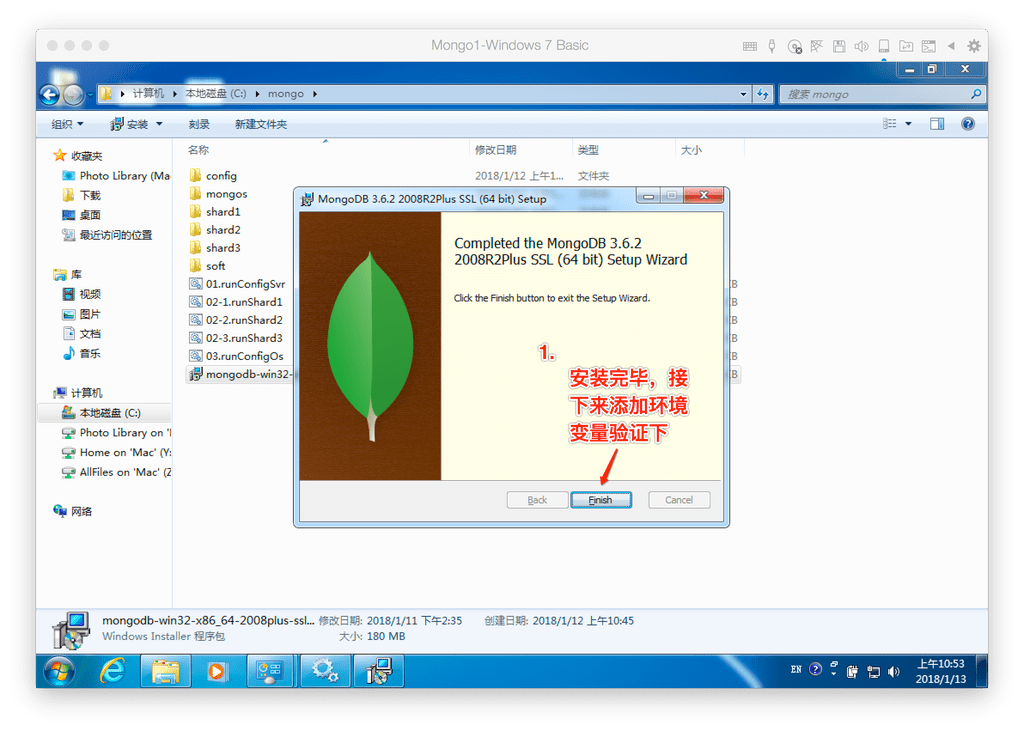 Mongo1-Windows 7 Basic
计算机 本地磁盘 (C:) mongo
搜索 mongo
组织 安装 刻录 新建文件夹
名称 修改日期 类型 大小
收藏夹
Photo Library (Ma
下载
桌面
最近访问的位置
库
视频
图片
文档
音乐
计算机
本地磁盘 (C:)
Photo Library on '
Home on 'Mac' (Y:
AllFiles on 'Mac' (Z
网络
config 2018/1/12 上午1... 文件夹
mongos
shard1
shard2
shard3
soft
01.runConfigSvr
02-1.runShard1
02-2.runShard2
02-3.runShard3
03.runConfigOs
mongodb-win32-
MongoDB 3.6.2 2008R2Plus SSL (64 bit) Setup
Completed the MongoDB 3.6.2
2008R2Plus SSL (64 bit) Setup Wizard
Click the Finish button to exit the Setup Wizard.
1.
安装完毕，接
下来添加环境
变量验证下
Back Finish Cancel
mongodb-win32-x86_64-2008plus-ssl... 修改日期: 2018/1/11 下午2:35 创建日期: 2018/1/12 上午10:45
Windows Installer 程序包 大小: 180 MB
EN
上午10:53
2018/1/13